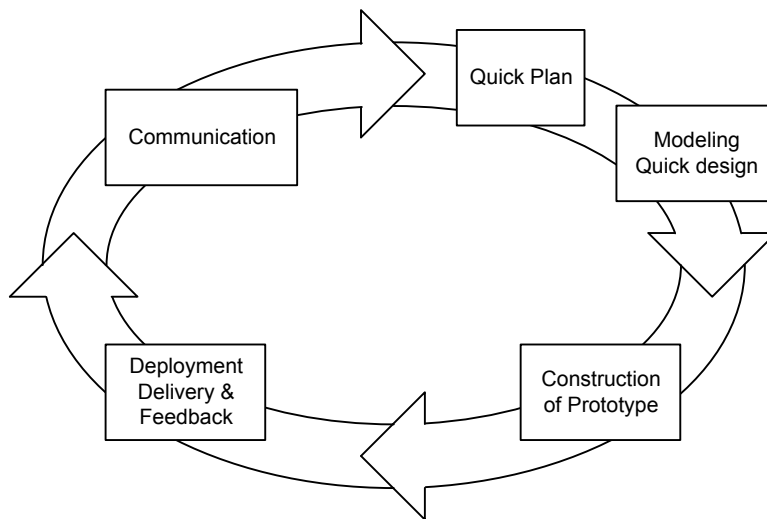 Communication
Quick Plan
Modeling
Quick design
Construction
of Prototype
Deployment
Delivery &
Feedback